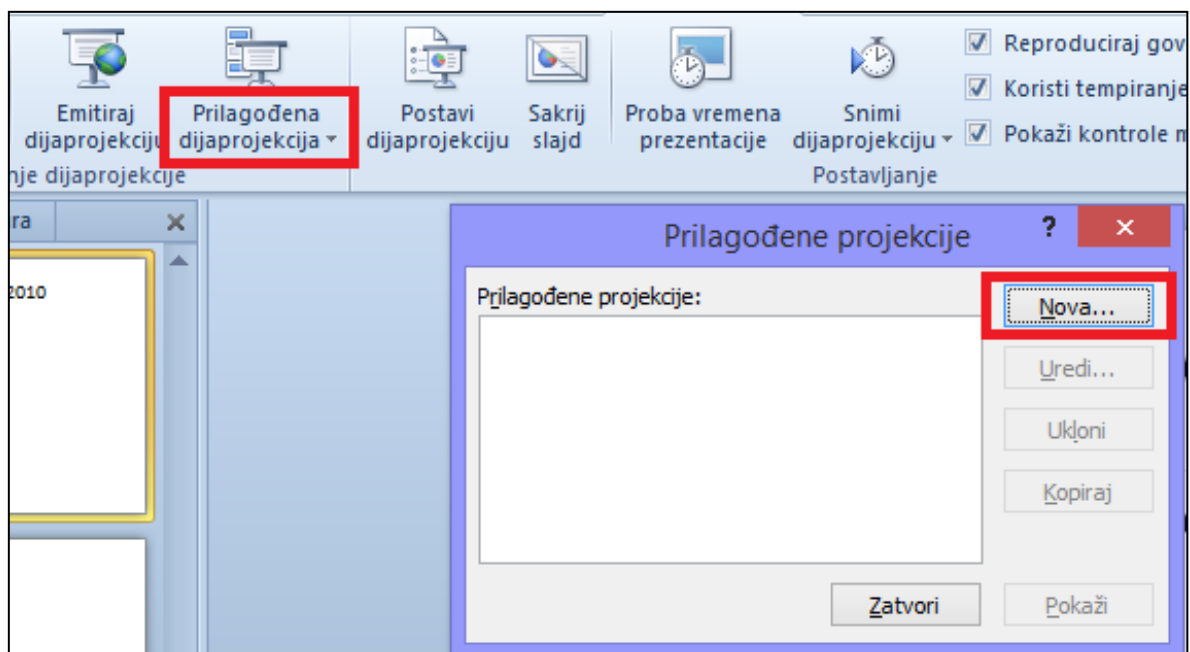 Emitiraj dijaprojekciju
Prilagođena dijaprojekcija
Postavi dijaprojekciju
Sakrij slajd
Proba vremena prezentacije
Snimi dijaprojekciju
Reproduciraj gov
Koristi tempiranje
Pokaži kontrole m
nje dijaprojekcije
Postavljanje
ra
2010
Prilagođene projekcije
?
Prilagođene projekcije:
Nova...
Uredi...
Ukloni
Kopiraj
Zatvori
Pokaži